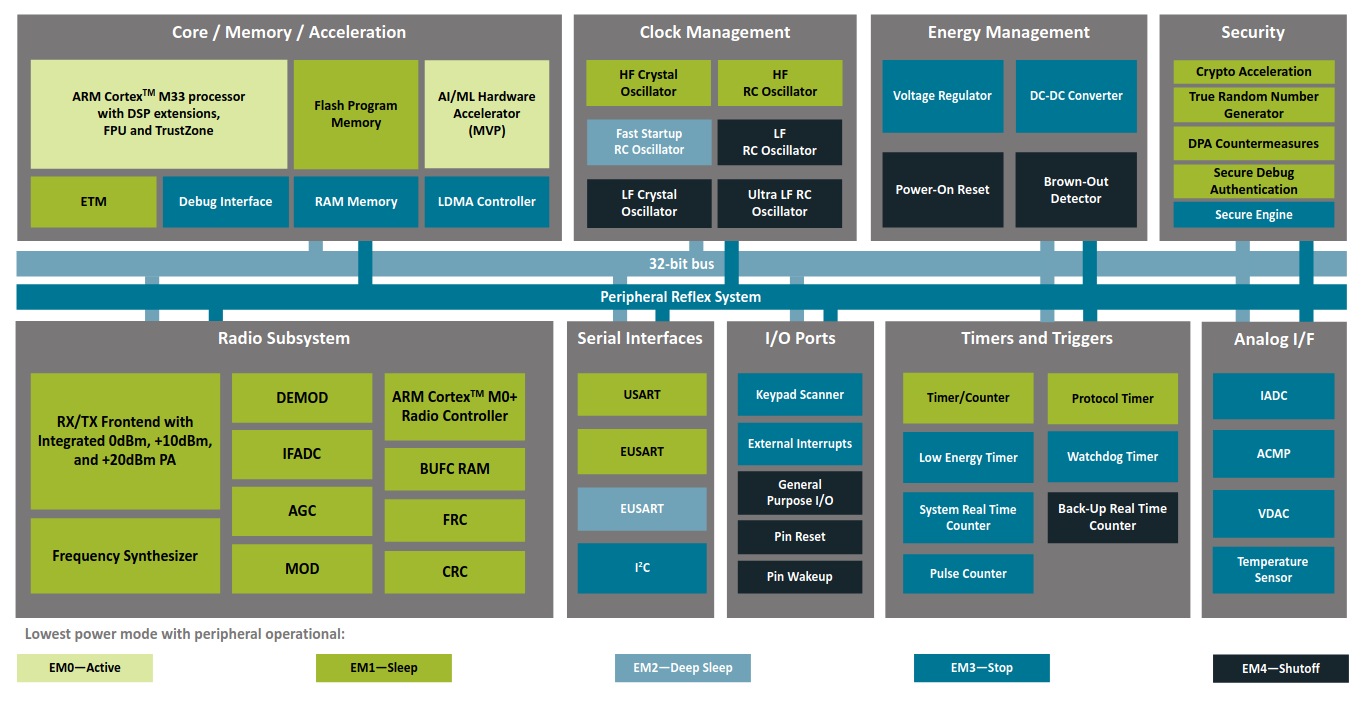 Core / Memory / Acceleration
ARM Cortex™ M33 processor
with DSP extensions,
FPU and TrustZone
Flash Program
Memory
AI/ML Hardware
Accelerator
(MVP)
ETM
Debug Interface
RAM Memory
LDMA Controller
Clock Management
HF Crystal
Oscillator
HF
RC Oscillator
Fast Startup
RC Oscillator
LF
RC Oscillator
LF Crystal
Oscillator
Ultra LF RC
Oscillator
Energy Management
Voltage Regulator
DC-DC Converter
Power-On Reset
Brown-Out
Detector
Security
Crypto Acceleration
True Random Number
Generator
DPA Countermeasures
Secure Debug
Authentication
Secure Engine
32-bit bus
Peripheral Reflex System
Radio Subsystem
RX/TX Frontend with
Integrated 0dBm, +10dBm,
and +20dBm PA
Frequency Synthesizer
DEMOD
IFADC
AGC
MOD
ARM Cortex™ M0+
Radio Controller
BUFC RAM
FRC
CRC
Serial Interfaces
USART
EUSART
EUSART
I²C
I/O Ports
Keypad Scanner
External Interrupts
General
Purpose I/O
Pin Reset
Pin Wakeup
Timers and Triggers
Timer/Counter
Protocol Timer
Low Energy Timer
Watchdog Timer
System Real Time
Counter
Back-Up Real Time
Counter
Pulse Counter
Analog I/F
IADC
ACMP
VDAC
Temperature
Sensor
Lowest power mode with peripheral operational:
EM0—Active
EM1—Sleep
EM2—Deep Sleep
EM3—Stop
EM4—Shutoff